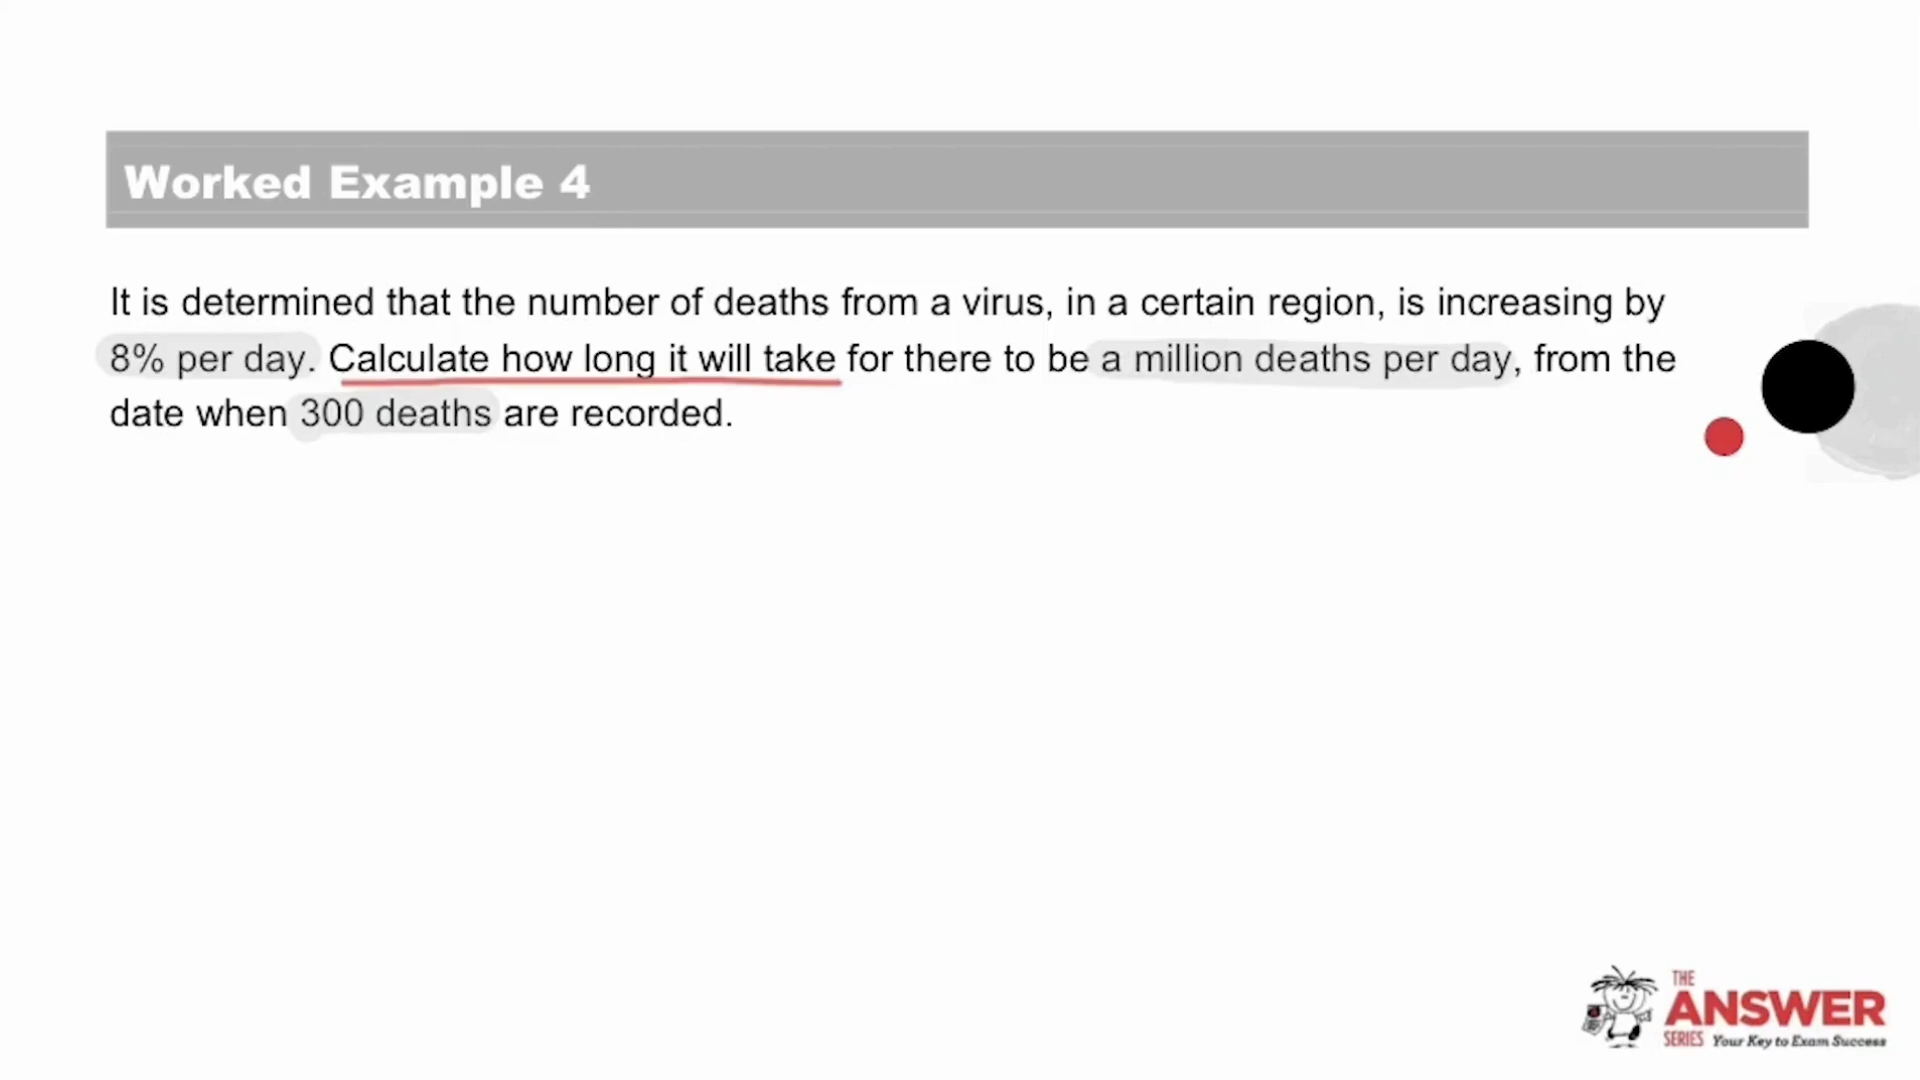 Worked Example 4
It is determined that the number of deaths from a virus, in a certain region, is increasing by
8% per day. Calculate how long it will take for there to be a million deaths per day, from the
date when 300 deaths are recorded.
THE
ANSWER
SERIES Your Key to Exam Success